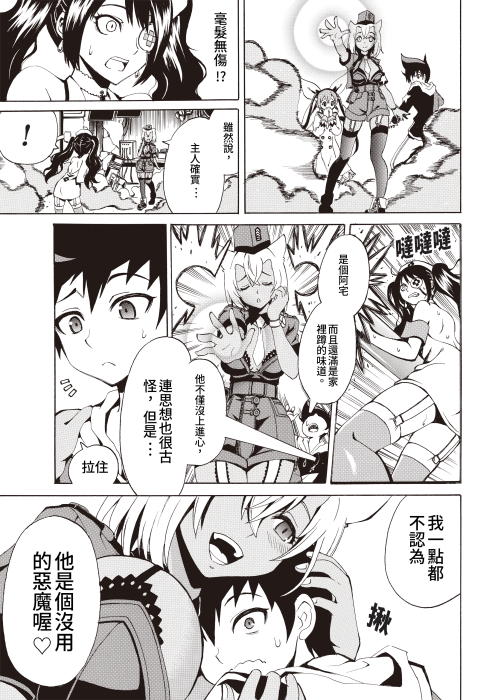 毫髮無傷!?
雖然說，
主人確實…
！
噠噠噠
是個阿宅
而且還滿是家
裡蹲的味道。
他不僅沒上進心，
連思想也很古
怪，但是…
拉住
我一點都
不認為
揪
他是個沒用
的惡魔喔♡